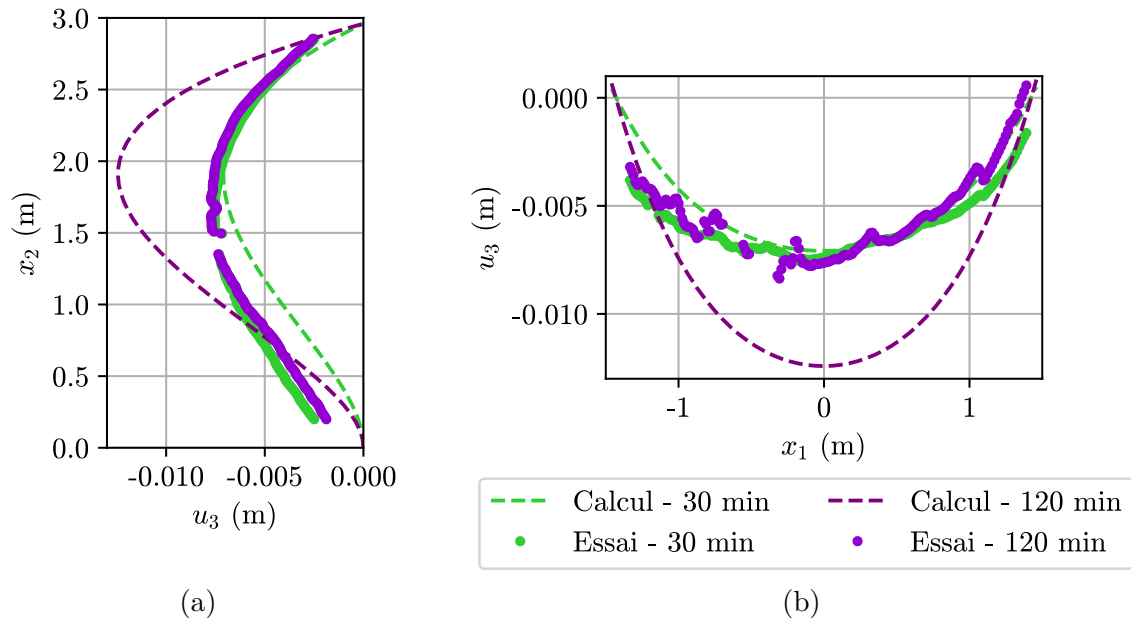 3.0
2.5
2.0
1.5
1.0
0.5
0.0
x₂ (m)
-0.010 -0.005 0.000
u₃ (m)
(a)
0.000
-0.005
-0.010
u₃ (m)
-1 0 1
x₁ (m)
Calcul - 30 min Calcul - 120 min
Essai - 30 min Essai - 120 min
(b)